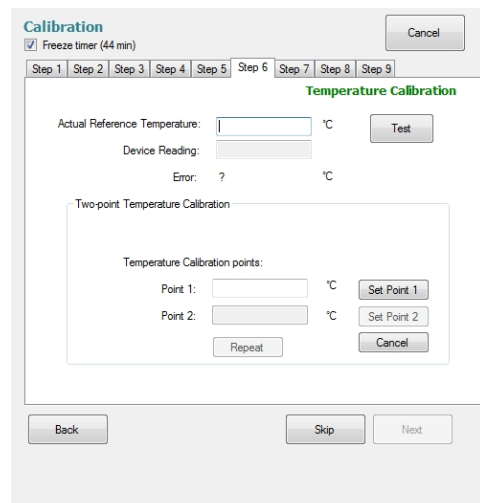 Calibration
Cancel
Freeze timer (44 min)
Step 1 Step 2 Step 3 Step 4 Step 5 Step 6 Step 7 Step 8 Step 9
Temperature Calibration
Actual Reference Temperature: °C Test
Device Reading:
Error: ? °C
Two-point Temperature Calibration
Temperature Calibration points:
Point 1: °C Set Point 1
Point 2: °C Set Point 2
Repeat Cancel
Back Skip Next